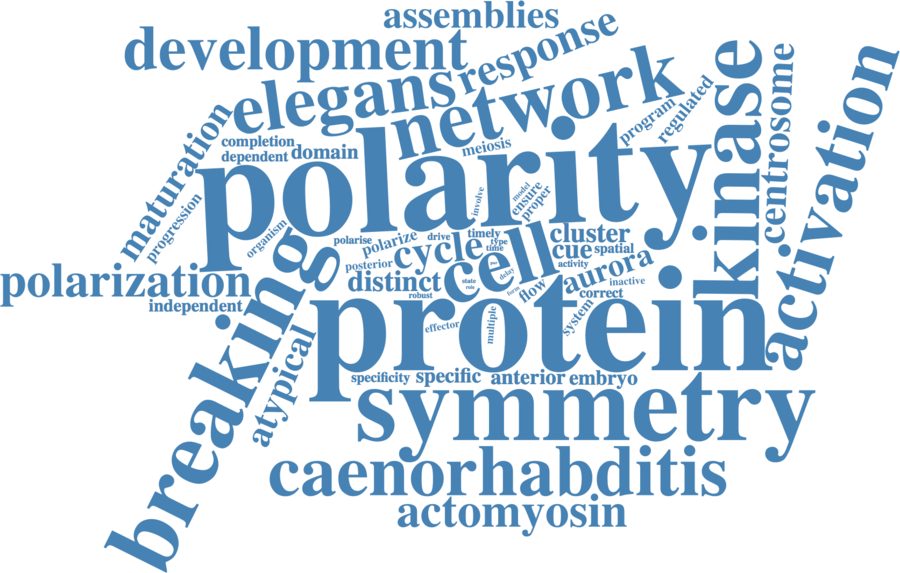 assemblies
development
response
elegans
network
kinase
centrosome
activation
program
regulated
maturation
completion
dependent
domain
meiosis
polarity
progression
organism
involve
model
ensure
proper
polarise
polarize
drive
timely
type
time
cluster
cue
spatial
posterior
cycle
cell
activity
aurora
polarization
independent
distinct
robust
state
role
delay
form
flow
inactive
correct
breaking
protein
effector
multiple
system
atypical
specificity
specific
anterior
embryo
symmetry
caenorhabditis
actomyosin